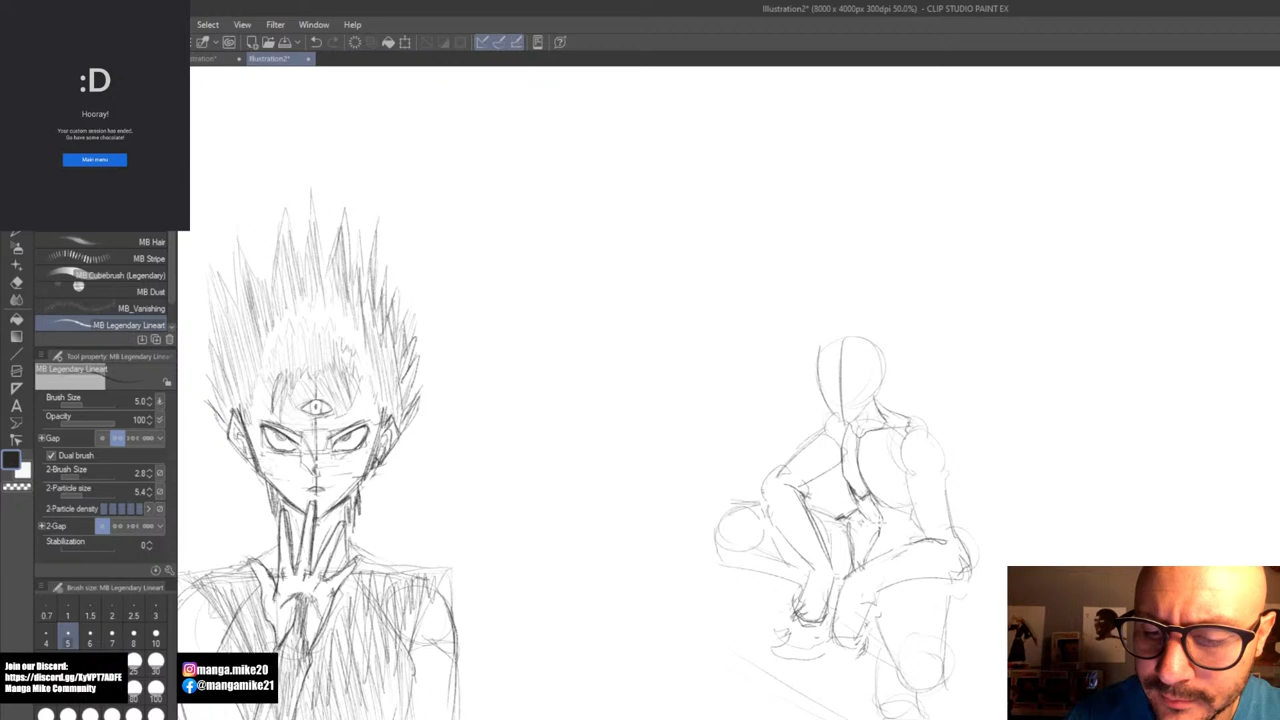 Illustration2* (8000 x 4000px 300dpi 50.0%) - CLIP STUDIO PAINT EX
Select View Filter Window Help
Illustration2*
:D
Hooray!
Your custom session has ended.
Go have some chocolate!
Main menu
MB Hair
MB Stripe
MB Cubebrush (Legendary)
MB Dust
MB_Vanishing
MB Legendary Lineart
Tool property: MB Legendary Linea
MB Legendary Lineart
Brush Size 5.0
Opacity 100
Gap
Dual brush
2-Brush Size 2.8
2-Particle size 5.4
2-Particle density
2-Gap
Stabilization 0
Brush size: MB Legendary Lineart
0.7 1 1.5 2 2.5 3
4 5 6 7 8 10
Join our Discord:
https://discord.gg/XyVPT7ADFE
Manga Mike Community
manga.mike20
@mangamike21